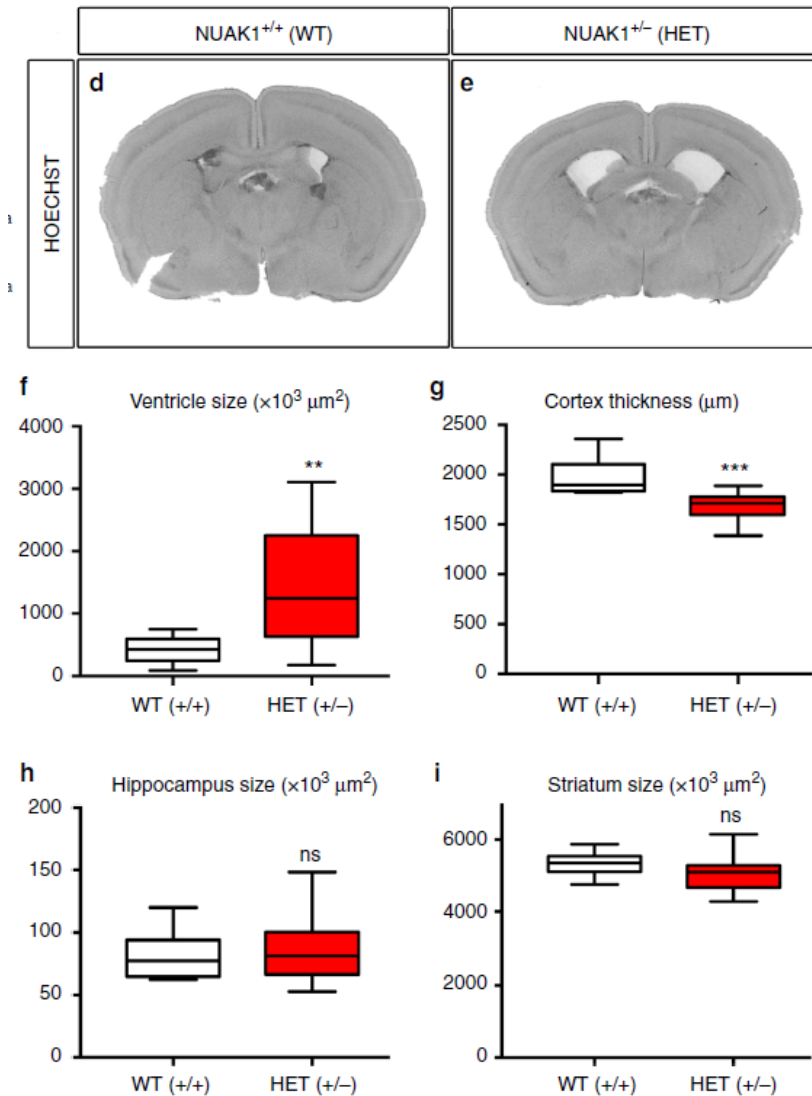 NUAK1+/+ (WT)
NUAK1+/– (HET)
HOECHST
d
e
a
a
f
Ventricle size (×10³ μm²)
4000
3000
2000
1000
0
**
WT (+/+)
HET (+/–)
g
Cortex thickness (μm)
2500
2000
1500
1000
500
0
***
WT (+/+)
HET (+/–)
h
Hippocampus size (×10³ μm²)
200
150
100
50
0
ns
WT (+/+)
HET (+/–)
i
Striatum size (×10³ μm²)
6000
4000
2000
0
ns
WT (+/+)
HET (+/–)